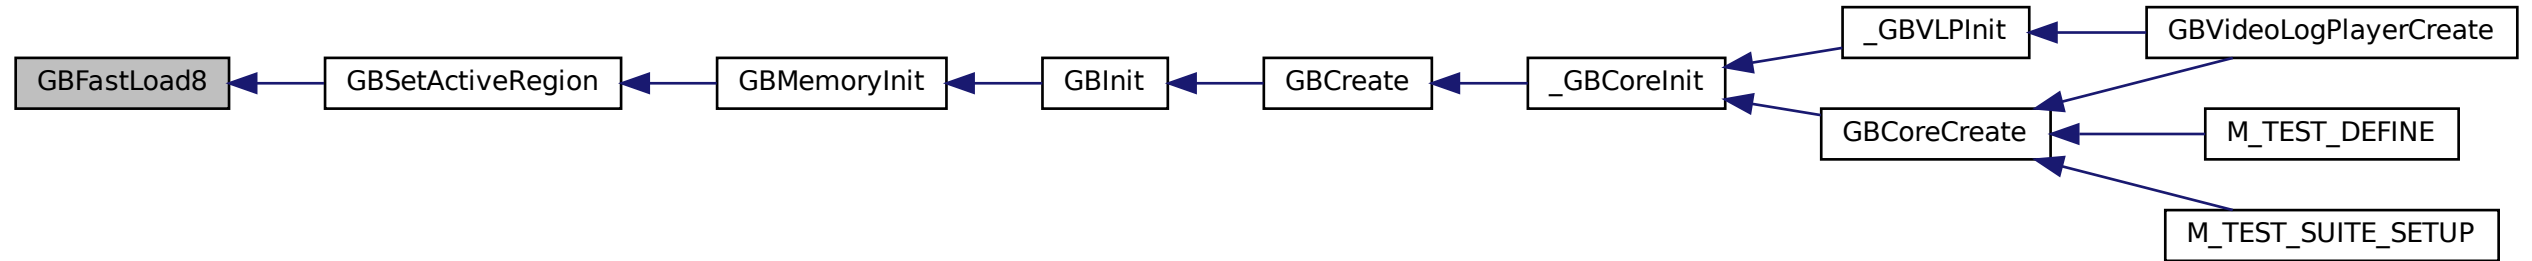 GBFastLoad8
GBSetActiveRegion
GBMemoryInit
GBInit
GBCreate
_GBCoreInit
_GBVLPInit
GBVideoLogPlayerCreate
GBCoreCreate
M_TEST_DEFINE
M_TEST_SUITE_SETUP